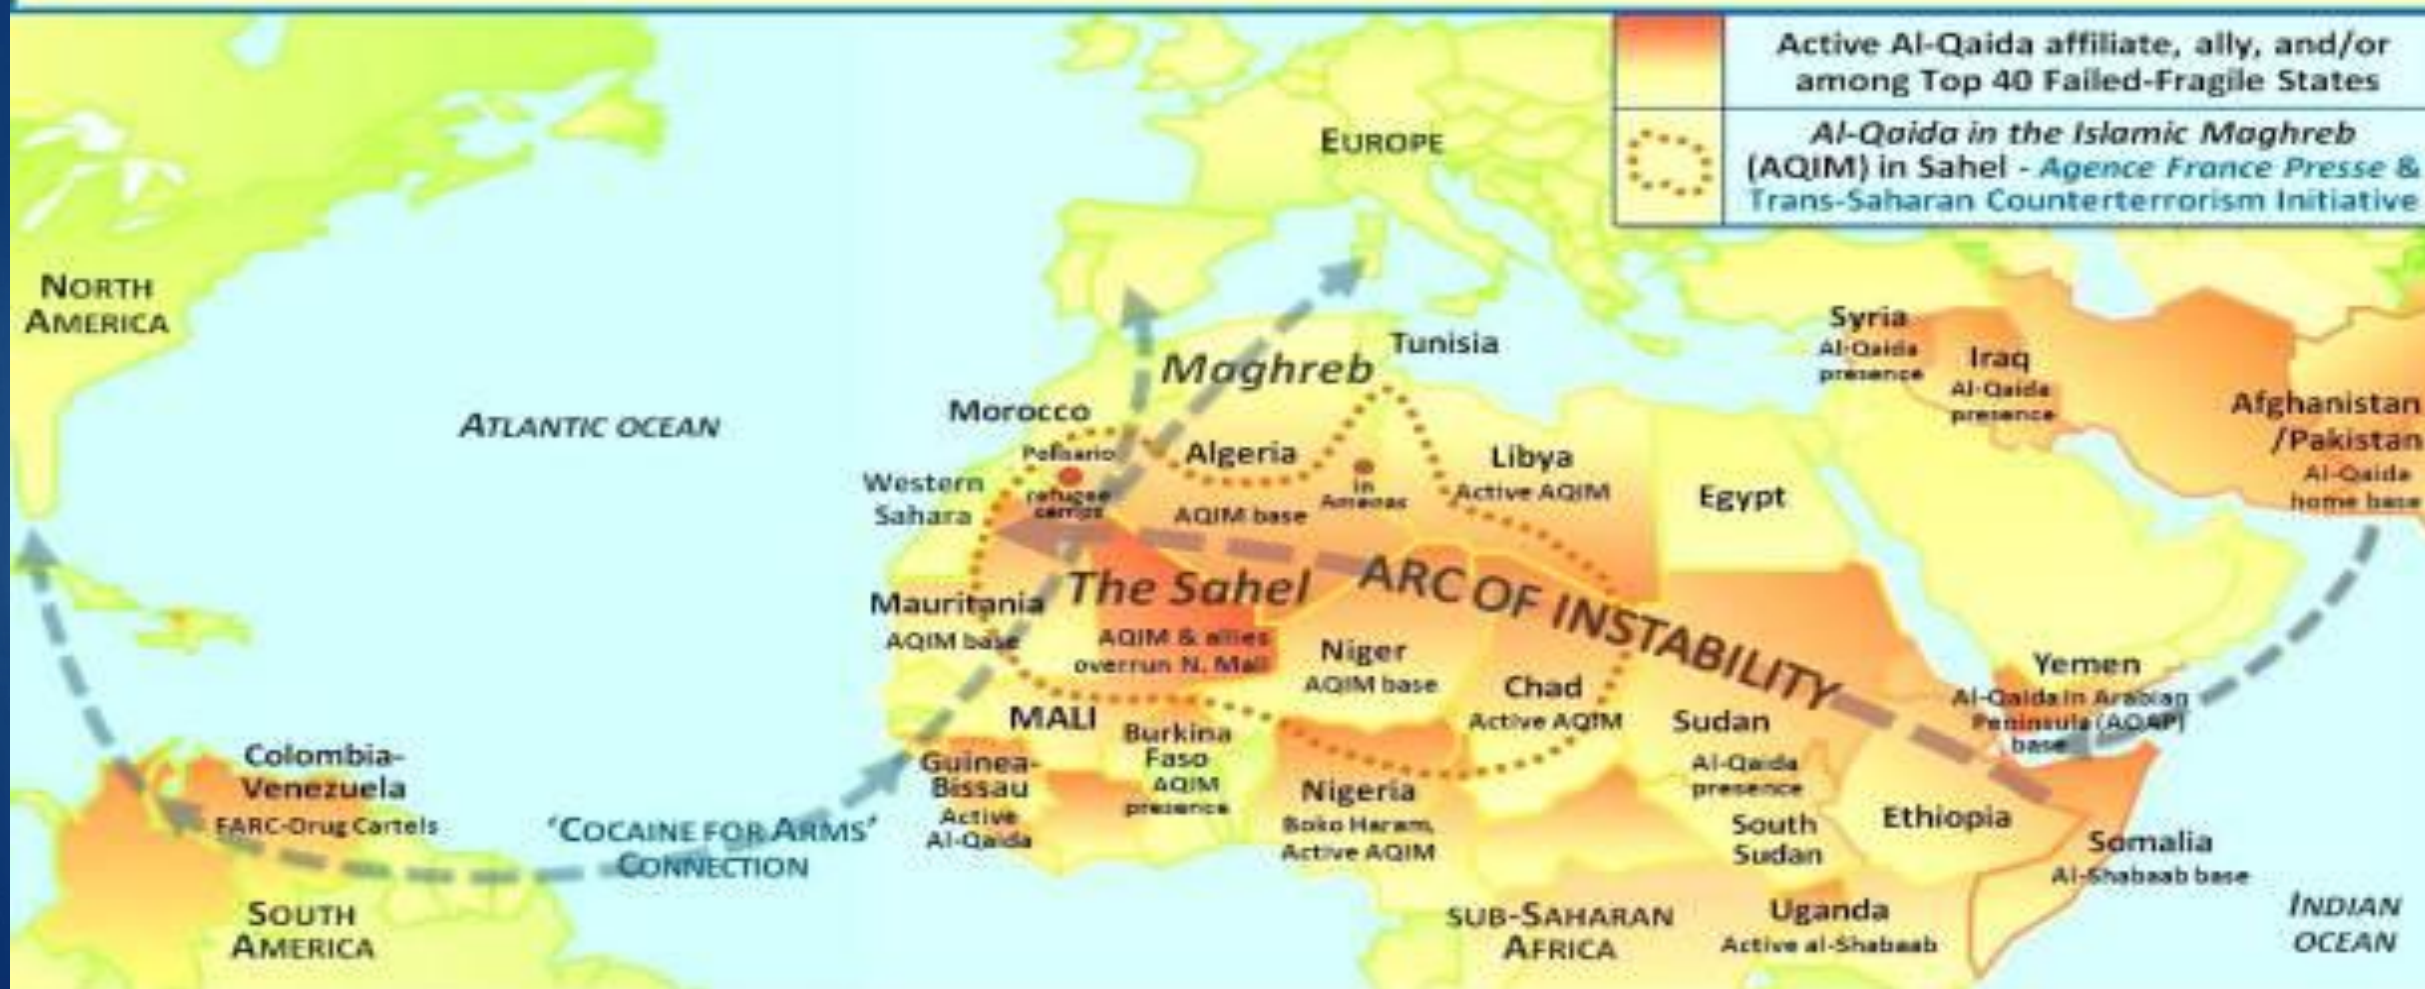 Active Al-Qaida affiliate, ally, and/or
among Top 40 Failed-Fragile States
Al-Qaida in the Islamic Maghreb
(AQIM) in Sahel - Agence France Presse &
Trans-Saharan Counterterrorism Initiative
EUROPE
NORTH
AMERICA
ATLANTIC OCEAN
Maghreb
Tunisia
Morocco
Polisario
refugee
camps
Western
Sahara
Algeria
AQIM base
In
Amenas
Libya
Active AQIM
Egypt
Syria
Al-Qaida
presence
Iraq
Al-Qaida
presence
Afghanistan
/Pakistan
Al-Qaida
home base
The Sahel
ARC OF INSTABILITY
Mauritania
AQIM base
AQIM & allies
overrun N. Mali
MALI
Niger
AQIM base
Chad
Active AQIM
Sudan
Al-Qaida
presence
Yemen
Al-Qaida in Arabian
Peninsula (AQAP)
base
Burkina
Faso
AQIM
presence
Guinea-
Bissau
Active
Al-Qaida
Nigeria
Boko Haram,
Active AQIM
South
Sudan
Ethiopia
Somalia
Al-Shabaab base
Uganda
Active al-Shabaab
SUB-SAHARAN
AFRICA
INDIAN
OCEAN
Colombia-
Venezuela
FARC-Drug Cartels
'COCAINE FOR ARMS'
CONNECTION
SOUTH
AMERICA